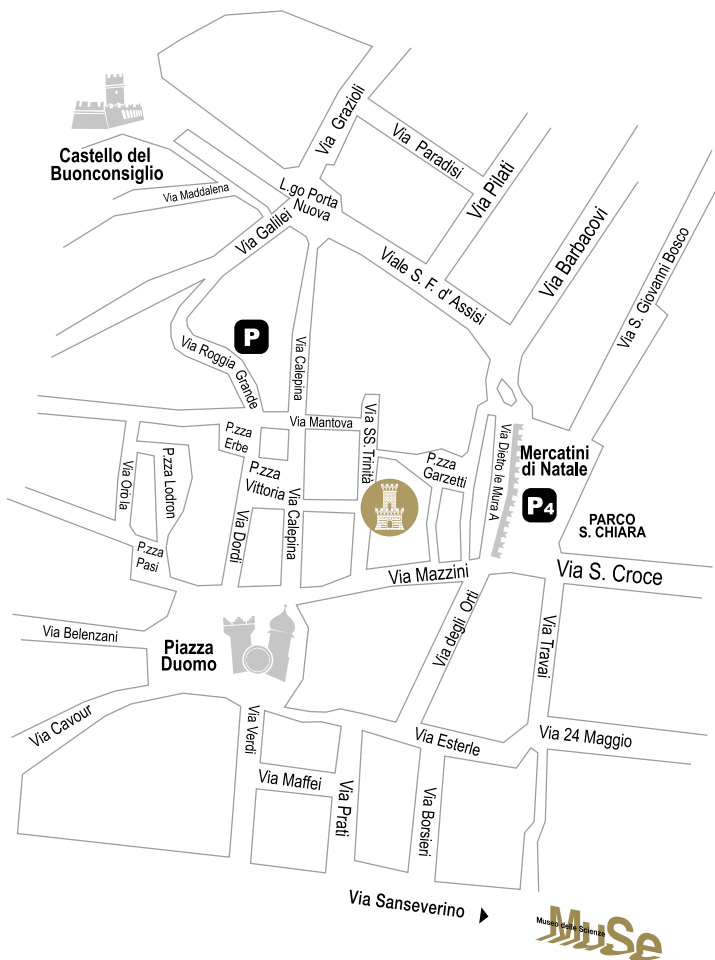 Via Grazioli
Via Paradisi
Castello del
Buonconsiglio
Via Pilati
Via Maddalena
L.go Porta
Nuova
Via Galilei
Via Barbacovi
Viale S. F. d' Assisi
Via S. Giovanni Bosco
P
Via Roggia Grande
Via Calepina
Via Mantova
Via SS. Trinità
P.zza
Erbe
Via Dietro le Mura A
Mercatini
di Natale
P.zza
Garzetti
P.zza Lodron
Via Oriola
P.zza
Vittoria
Via Calepina
P4
Via Dordi
PARCO
S. CHIARA
P.zza
Pasi
Via Mazzini
Via S. Croce
Via degli Orti
Via Travai
Via Belenzani
Piazza
Duomo
Via Cavour
Via Verdi
Via Esterle
Via 24 Maggio
Via Maffei
Via Prati
Via Borsieri
Via Sanseverino
MuSe
Museo delle Scienze